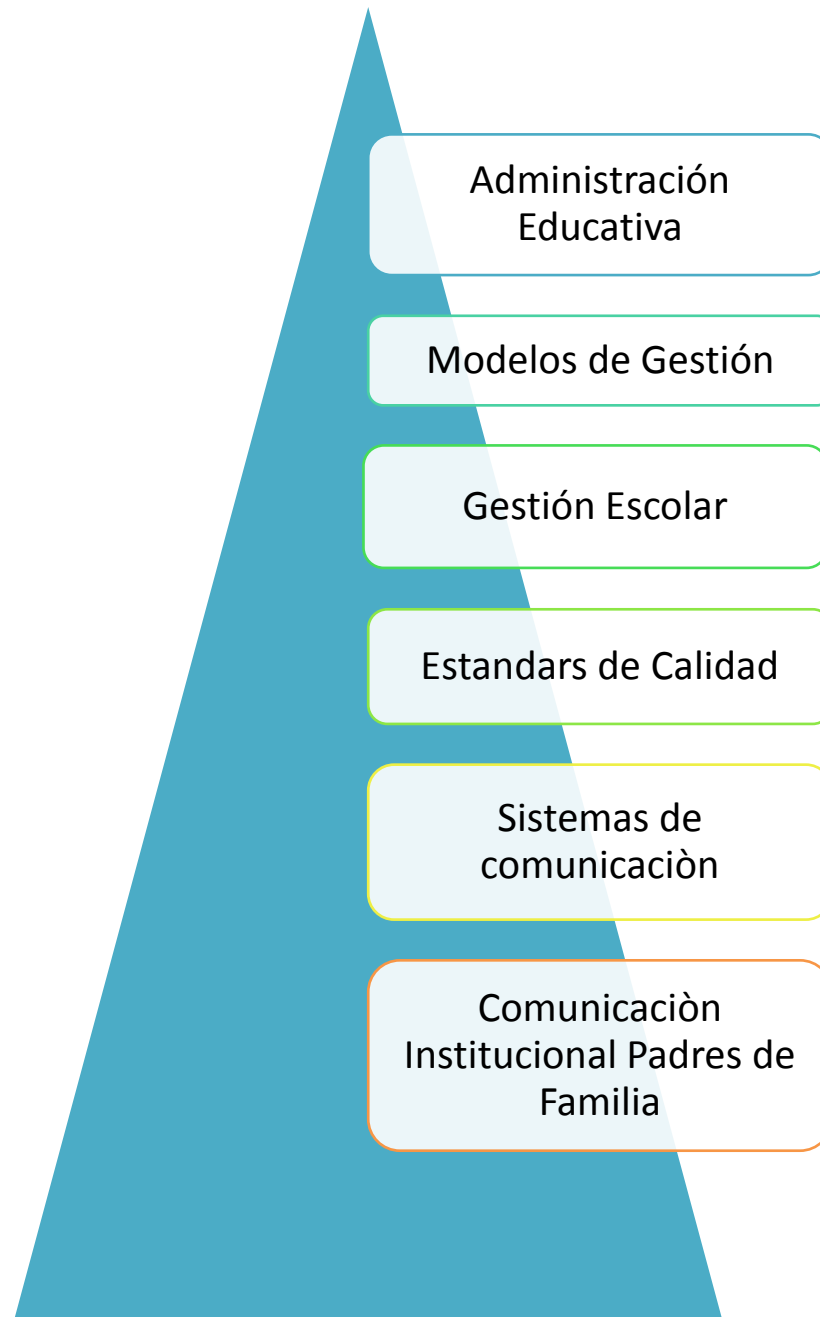 Administración
Educativa
Modelos de Gestión
Gestión Escolar
Estandars de Calidad
Sistemas de
comunicaciòn
Comunicaciòn
Institucional Padres de
Familia